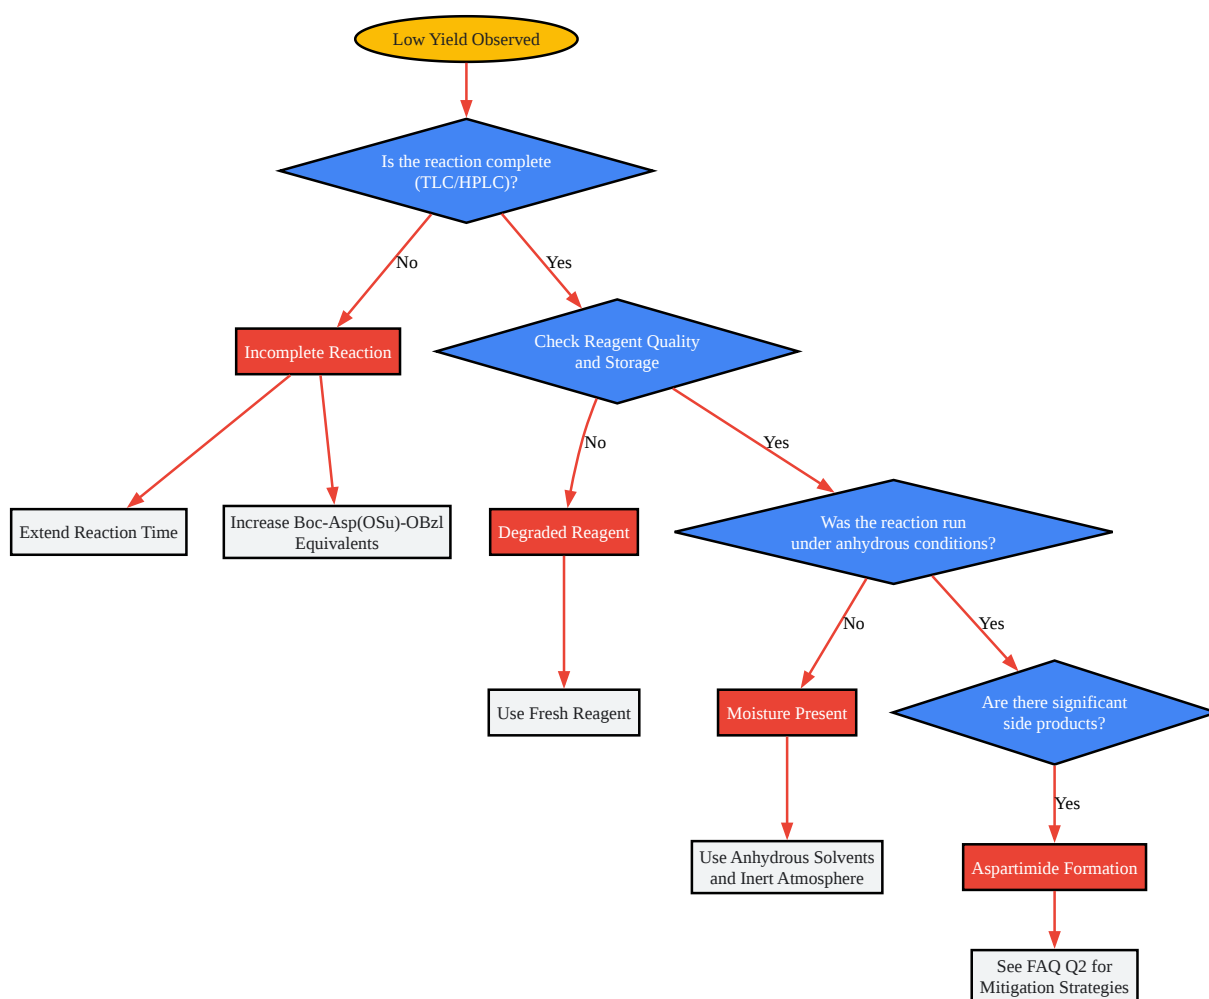 Low Yield Observed
Is the reaction complete
(TLC/HPLC)?
No
Yes
Incomplete Reaction
Check Reagent Quality
and Storage
No
Yes
Extend Reaction Time
Increase Boc-Asp(OSu)-OBzl
Equivalents
Degraded Reagent
Was the reaction run
under anhydrous conditions?
No
Yes
Use Fresh Reagent
Moisture Present
Are there significant
side products?
Yes
Use Anhydrous Solvents
and Inert Atmosphere
Aspartimide Formation
See FAQ Q2 for
Mitigation Strategies